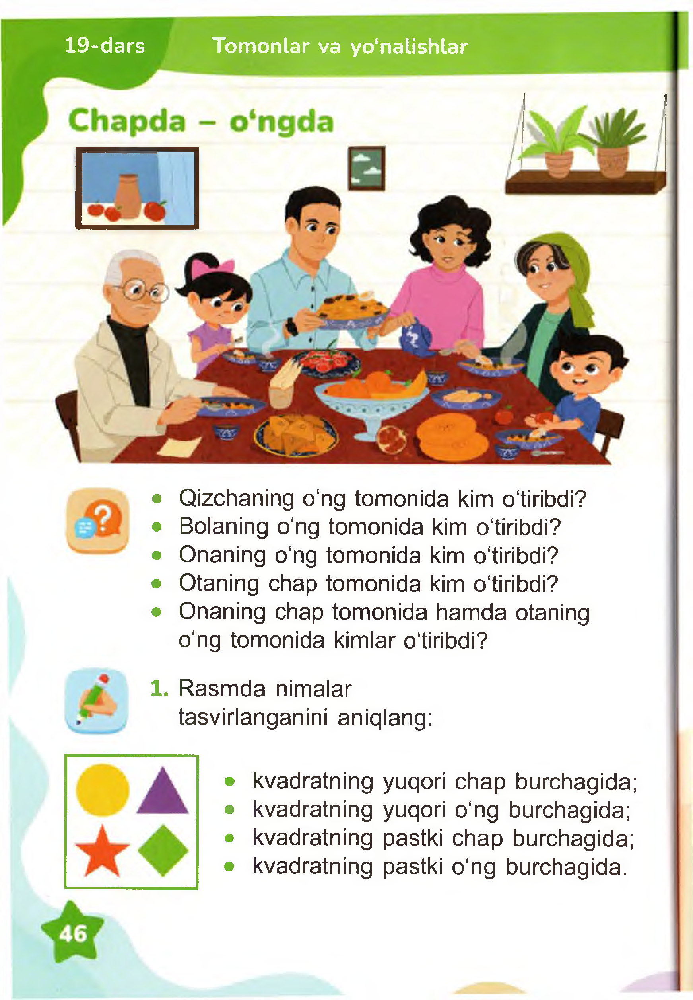 19-dars
Tomonlar va yo‘nalishlar
Chapda – o‘ngda
• Qizchaning o‘ng tomonida kim o‘tiribdi?
• Bolaning o‘ng tomonida kim o‘tiribdi?
• Onaning o‘ng tomonida kim o‘tiribdi?
• Otaning chap tomonida kim o‘tiribdi?
• Onaning chap tomonida hamda otaning
o‘ng tomonida kimlar o‘tiribdi?
1. Rasmda nimalar
tasvirlanganini aniqlang:
• kvadratning yuqori chap burchagida;
• kvadratning yuqori o‘ng burchagida;
• kvadratning pastki chap burchagida;
• kvadratning pastki o‘ng burchagida.
46